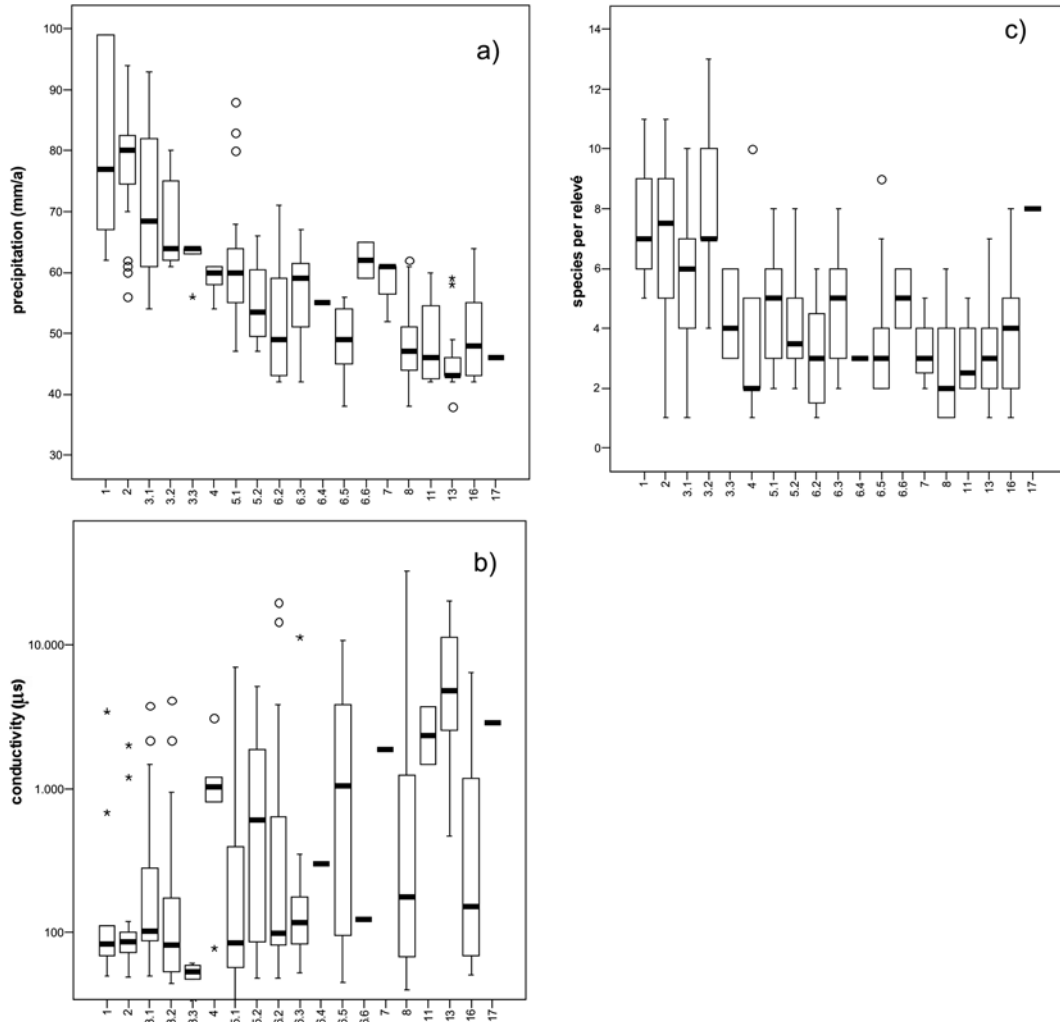 a)
precipitation (mm/a)
100
90
80
70
60
50
40
30
1 2 3.1 3.2 3.3 4 5.1 5.2 6.2 6.3 6.4 6.5 6.6 7 8 11 13 16 17
c)
species per relevé
14
12
10
8
6
4
2
0
1 2 3.1 3.2 3.3 4 5.1 5.2 6.2 6.3 6.4 6.5 6.6 7 8 11 13 16 17
b)
conductivity (µs)
10.000
1.000
100
1 2 3.1 3.2 3.3 4 5.1 5.2 6.2 6.3 6.4 6.5 6.6 7 8 11 13 16 17